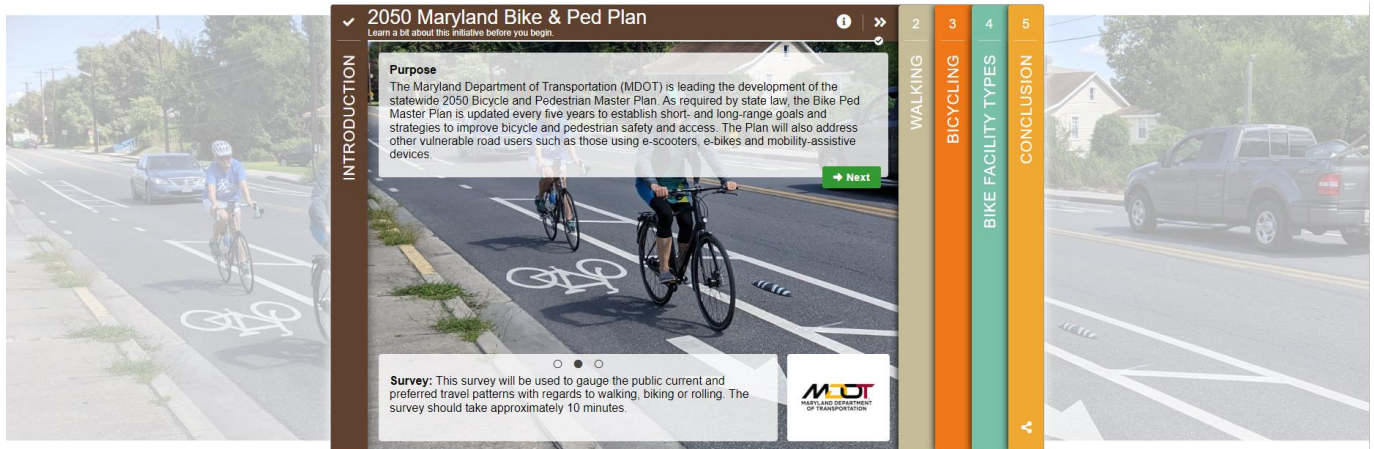 2050 Maryland Bike & Ped Plan
Learn a bit about this initiative before you begin.
INTRODUCTION
Purpose
The Maryland Department of Transportation (MDOT) is leading the development of the
statewide 2050 Bicycle and Pedestrian Master Plan. As required by state law, the Bike Ped
Master Plan is updated every five years to establish short- and long-range goals and
strategies to improve bicycle and pedestrian safety and access. The Plan will also address
other vulnerable road users such as those using e-scooters, e-bikes and mobility-assistive
devices.
Next
Survey: This survey will be used to gauge the public current and
preferred travel patterns with regards to walking, biking or rolling. The
survey should take approximately 10 minutes.
MDOT
MARYLAND DEPARTMENT
OF TRANSPORTATION
2
WALKING
3
BICYCLING
4
BIKE FACILITY TYPES
5
CONCLUSION